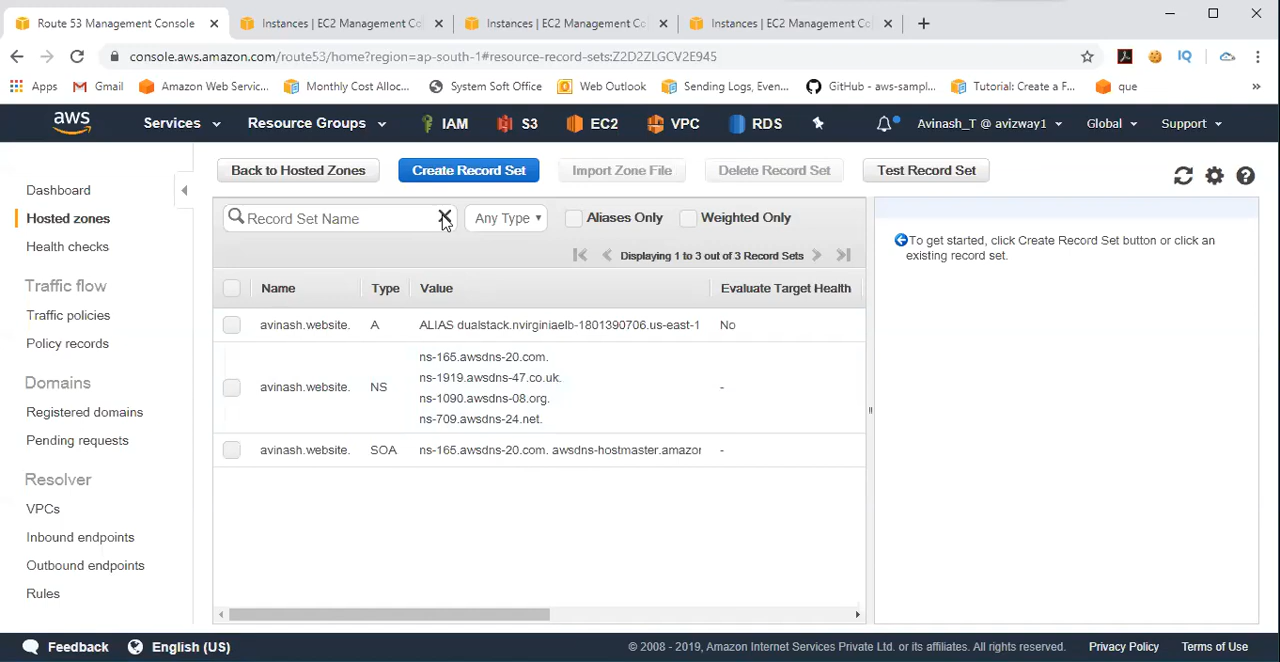 Route 53 Management Console
Instances | EC2 Management Co
Instances | EC2 Management Co
Instances | EC2 Management Co
console.aws.amazon.com/route53/home?region=ap-south-1#resource-record-sets:Z2D2ZLGCV2E945
Apps
Gmail
Amazon Web Servic...
Monthly Cost Alloc...
System Soft Office
Web Outlook
Sending Logs, Even...
GitHub - aws-sampl...
Tutorial: Create a F...
que
aws
Services
Resource Groups
IAM
S3
EC2
VPC
RDS
Avinash_T @ avizway1
Global
Support
Dashboard
Hosted zones
Health checks
Traffic flow
Traffic policies
Policy records
Domains
Registered domains
Pending requests
Resolver
VPCs
Inbound endpoints
Outbound endpoints
Rules
Back to Hosted Zones
Create Record Set
Import Zone File
Delete Record Set
Test Record Set
Record Set Name
Any Type
Aliases Only
Weighted Only
Displaying 1 to 3 out of 3 Record Sets
Name Type Value Evaluate Target Health
avinash.website. A ALIAS dualstack.nvirginiaelb-1801390706.us-east-1 No
ns-165.awsdns-20.com.
ns-1919.awsdns-47.co.uk.
avinash.website. NS -
ns-1090.awsdns-08.org.
ns-709.awsdns-24.net.
avinash.website. SOA ns-165.awsdns-20.com. awsdns-hostmaster.amazor -
To get started, click Create Record Set button or click an
existing record set.
Feedback
English (US)
© 2008 - 2019, Amazon Internet Services Private Ltd. or its affiliates. All rights reserved.
Privacy Policy
Terms of Use